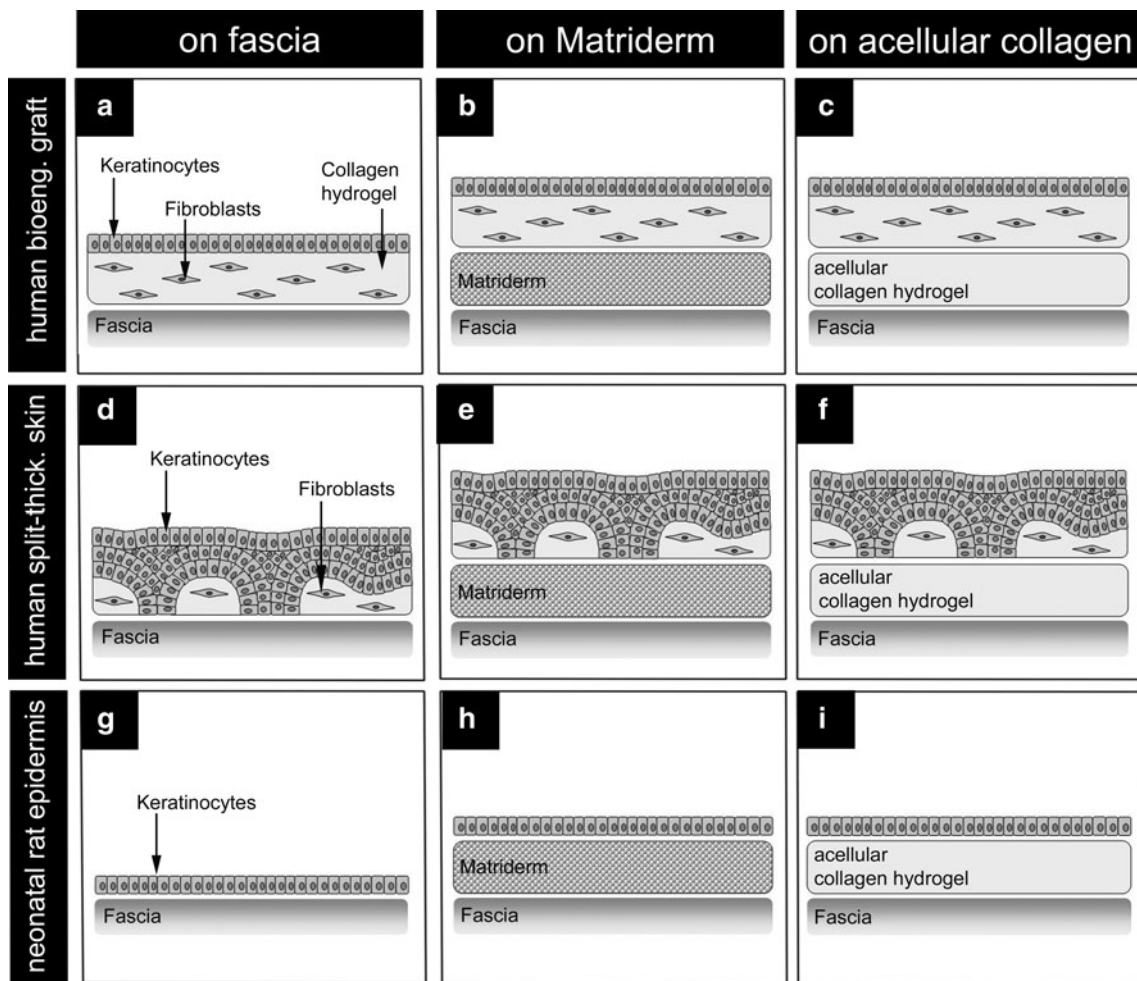 on fascia
on Matriderm
on acellular collagen
human bioeng. graft
a
Keratinocytes
Fibroblasts
Collagen
hydrogel
Fascia
b
Matriderm
Fascia
c
acellular
collagen hydrogel
Fascia
human split-thick. skin
d
Keratinocytes
Fibroblasts
Fascia
e
Matriderm
Fascia
f
acellular
collagen hydrogel
Fascia
neonatal rat epidermis
g
Keratinocytes
Fascia
h
Matriderm
Fascia
i
acellular
collagen hydrogel
Fascia